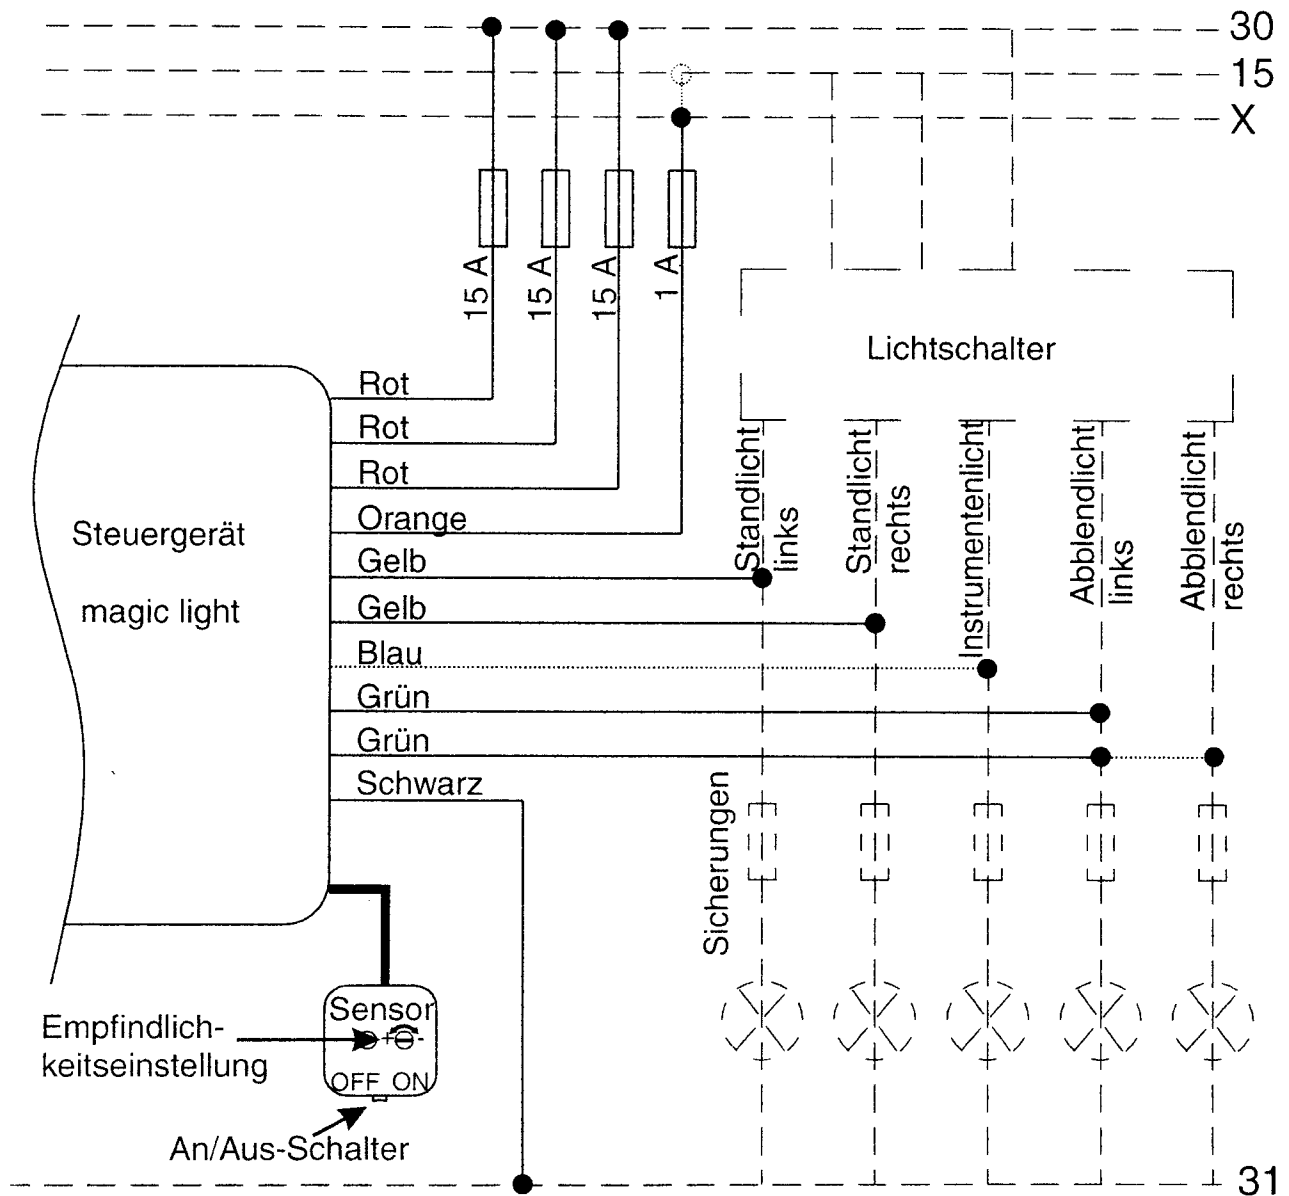 30
15
X
15 A
15 A
15 A
1 A
Lichtschalter
Rot
Rot
Rot
Orange
Gelb
Gelb
Blau
Grün
Grün
Schwarz
Steuergerät
magic light
Standlicht
links
Standlicht
rechts
Instrumentenlicht
Abblendlicht
links
Abblendlicht
rechts
Sicherungen
Sensor
+ -
OFF ON
Empfindlich-
keitseinstellung
An/Aus-Schalter
31